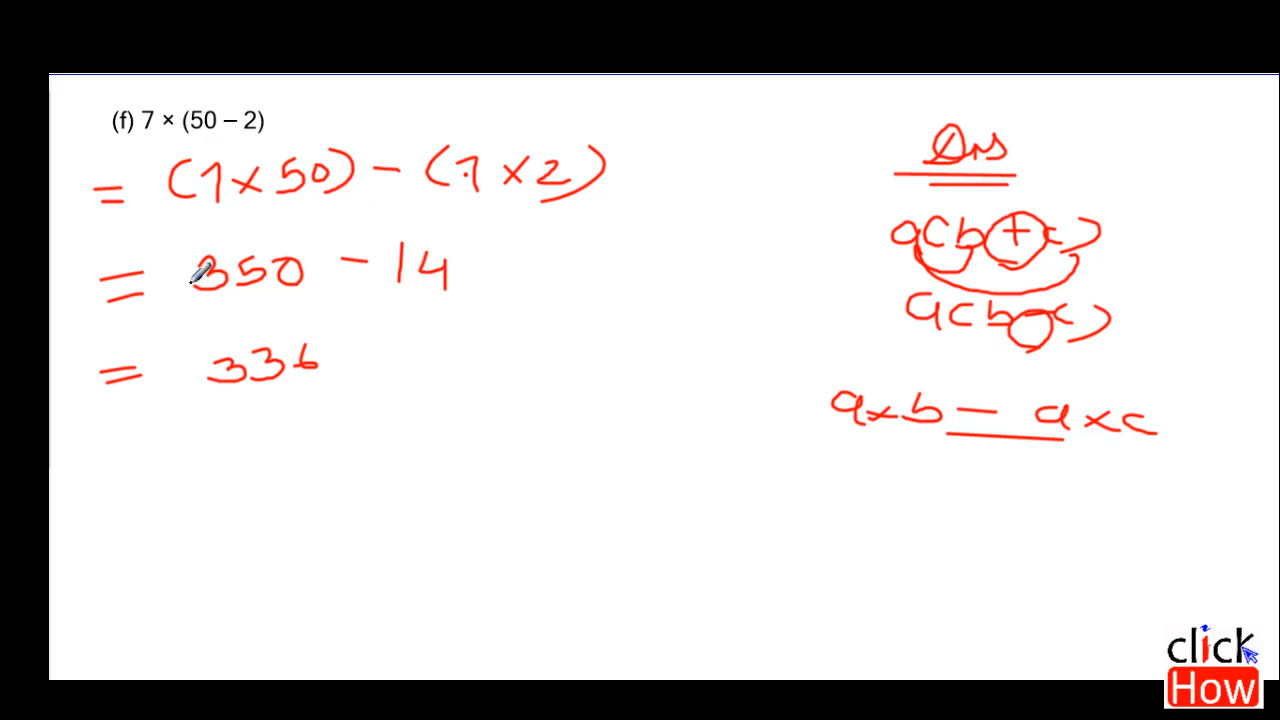 (f) 7 × (50 – 2)
= (7 × 50) - (7 × 2)
= 350 - 14
= 336
Ans
a(b + c)
a(b - c)
a × b - a × c
click
How